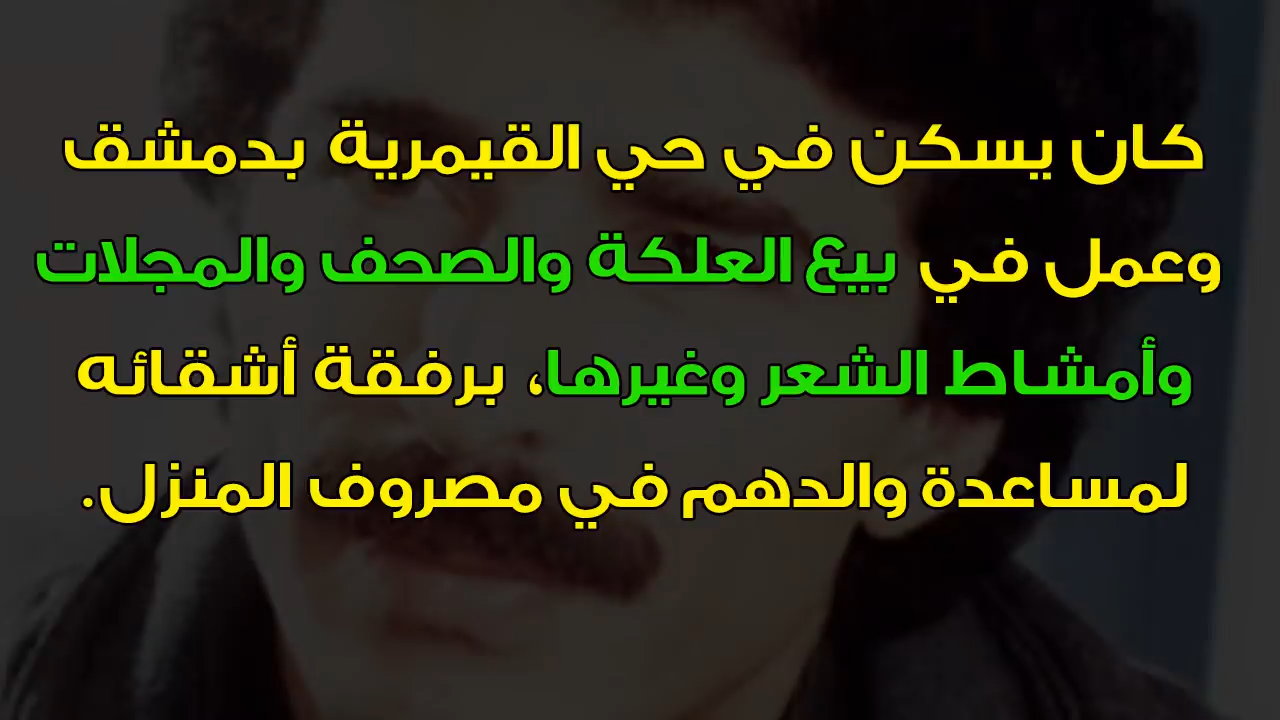 كان يسكن في حي القيمرية بدمشق
وعمل في بيع العلكة والصحف والمجلات
وأمشاط الشعر وغيرها، برفقة أشقائه
لمساعدة والدهم في مصروف المنزل.